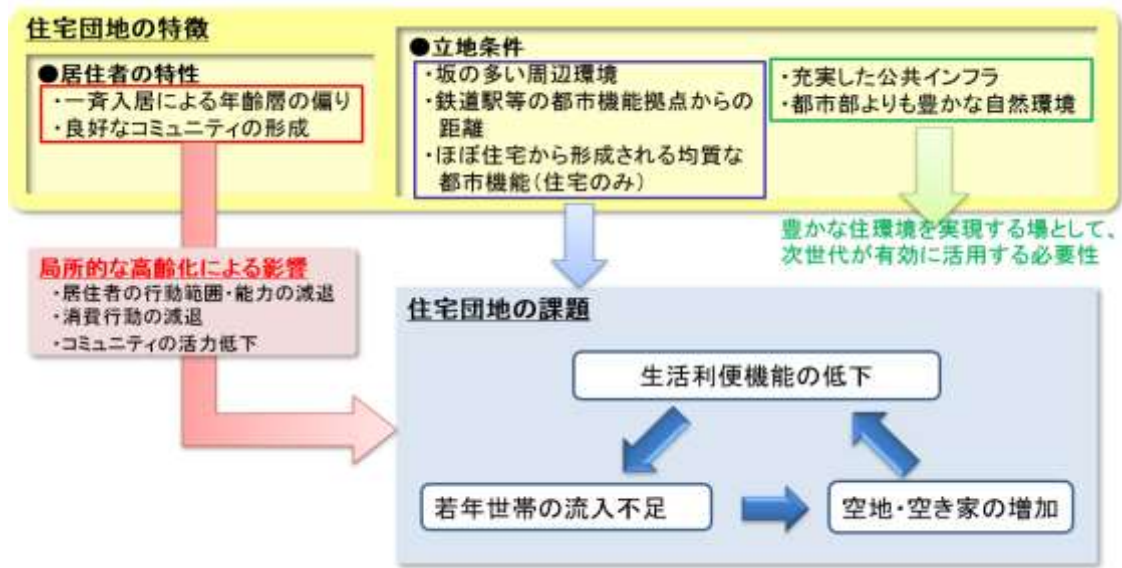 住宅団地の特徴
●居住者の特性
・一斉入居による年齢層の偏り
・良好なコミュニティの形成
●立地条件
・坂の多い周辺環境
・鉄道駅等の都市機能拠点からの
距離
・ほぼ住宅から形成される均質な
都市機能(住宅のみ)
・充実した公共インフラ
・都市部よりも豊かな自然環境
豊かな住環境を実現する場として、
次世代が有効に活用する必要性
局所的な高齢化による影響
・居住者の行動範囲・能力の減退
・消費行動の減退
・コミュニティの活力低下
住宅団地の課題
生活利便機能の低下
若年世帯の流入不足
空地・空き家の増加